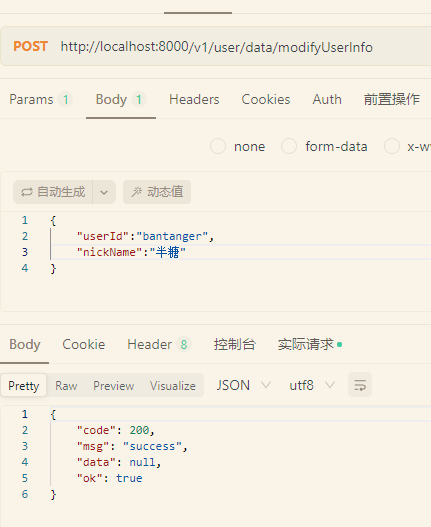 POST http://localhost:8000/v1/user/data/modifyUserInfo
Params 1 Body 1 Headers Cookies Auth 前置操作
none form-data x-w
自动生成 动态值
1 {
2 "userId":"bantanger",
3 "nickName":"半糖"
4 }
Body Cookie Header 8 控制台 实际请求
Pretty Raw Preview Visualize JSON utf8
1 {
2 "code": 200,
3 "msg": "success",
4 "data": null,
5 "ok": true
6 }